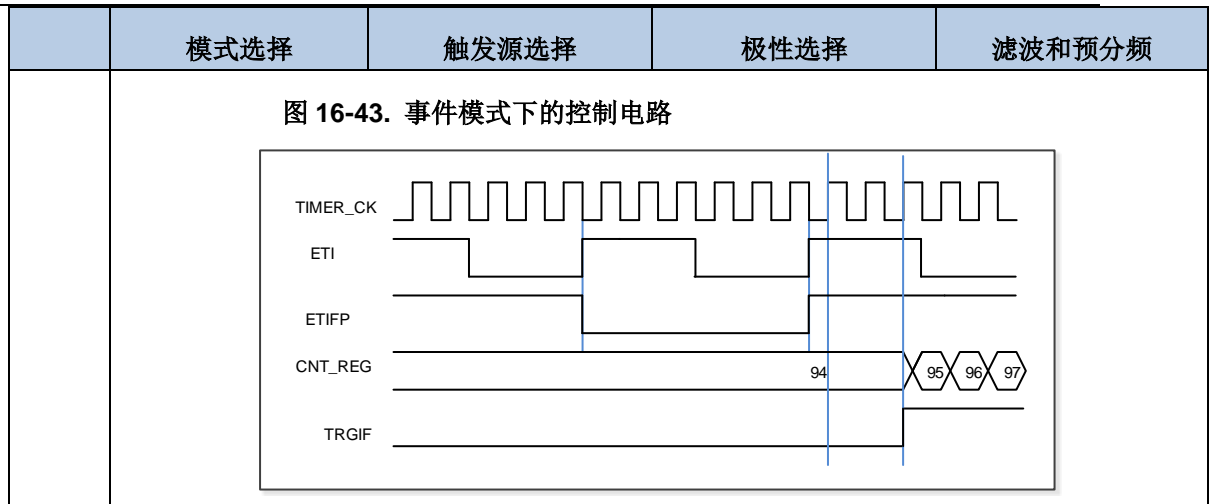 模式选择 触发源选择 极性选择 滤波和预分频
图 16-43. 事件模式下的控制电路
TIMER_CK
ETI
ETIFP
CNT_REG 94 95 96 97
TRGIF